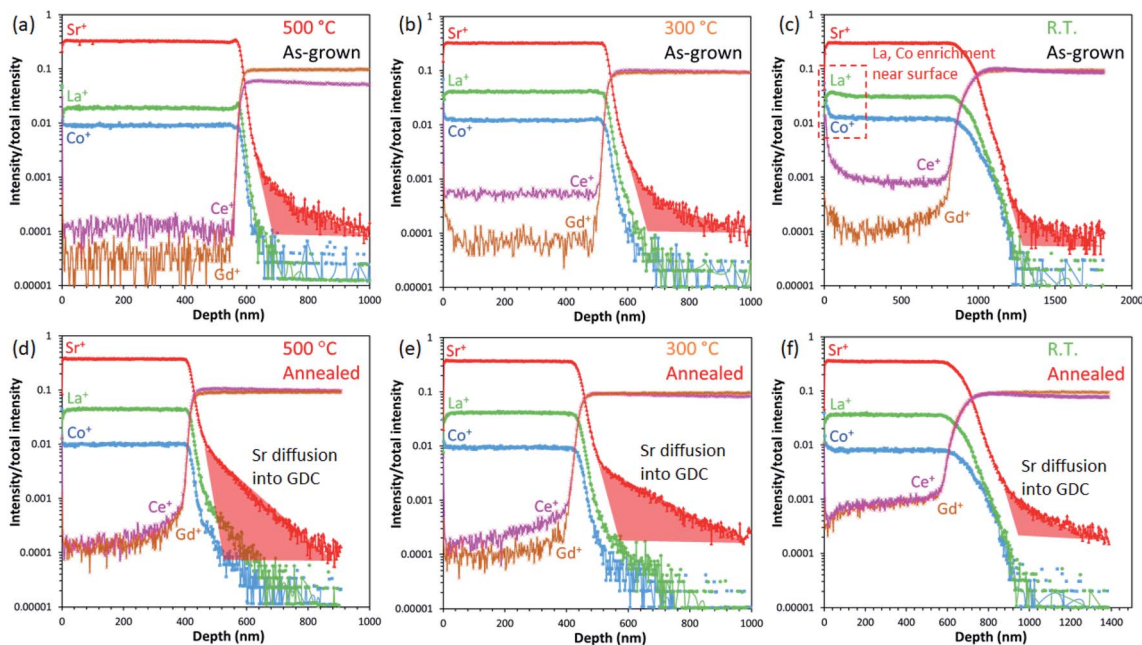 (a)
500 °C
As-grown
Sr⁺
La⁺
Co⁺
Ce⁺
Gd⁺
Intensity/total intensity
1
0.1
0.01
0.001
0.0001
0.00001
0 200 400 600 800 1000
Depth (nm)
(b)
300 °C
As-grown
Sr⁺
La⁺
Co⁺
Ce⁺
Gd⁺
Intensity/total intensity
1
0.1
0.01
0.001
0.0001
0.00001
0 200 400 600 800 1000
Depth (nm)
(c)
R.T.
As-grown
Sr⁺
La, Co enrichment
near surface
La⁺
Co⁺
Ce⁺
Gd⁺
Intensity/total intensity
1
0.1
0.01
0.001
0.0001
0.00001
0 500 1000 1500 2000
Depth (nm)
(d)
500 °C
Annealed
Sr⁺
La⁺
Co⁺
Sr diffusion
into GDC
Ce⁺
Gd⁺
Intensity/total intensity
1
0.1
0.01
0.001
0.0001
0.00001
0 200 400 600 800 1000
Depth (nm)
(e)
300 °C
Annealed
Sr⁺
La⁺
Co⁺
Sr diffusion
into GDC
Ce⁺
Gd⁺
Intensity/total intensity
1
0.1
0.01
0.001
0.0001
0.00001
0 200 400 600 800 1000
Depth (nm)
(f)
R.T.
Annealed
Sr⁺
La⁺
Co⁺
Sr diffusion
into GDC
Ce⁺
Gd⁺
Intensity/total intensity
1
0.1
0.01
0.001
0.0001
0.00001
0 200 400 600 800 1000 1200 1400
Depth (nm)